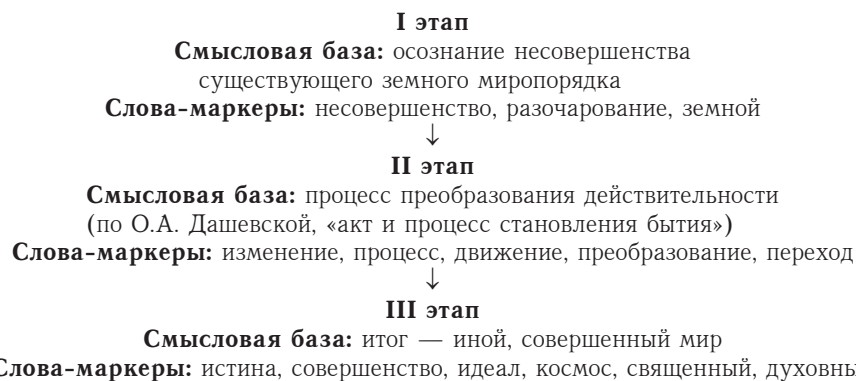 I этап
Смысловая база: осознание несовершенства
существующего земного миропорядка
Слова-маркеры: несовершенство, разочарование, земной
↓
II этап
Смысловая база: процесс преобразования действительности
(по О.А. Дашевской, «акт и процесс становления бытия»)
Слова-маркеры: изменение, процесс, движение, преобразование, переход
↓
III этап
Смысловая база: итог — иной, совершенный мир
Слова-маркеры: истина, совершенство, идеал, космос, священный,